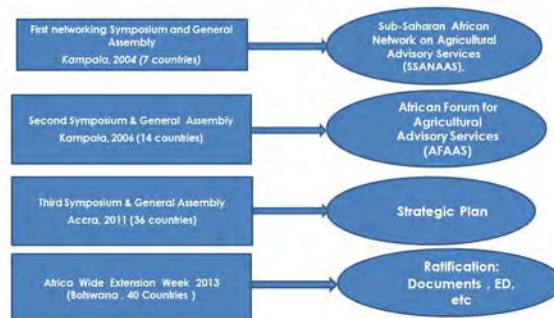 First networking Symposium and General
Assembly
Kampala, 2004 (7 countries)
Sub-Saharan African
Network on Agricultural
Advisory Services
(SSANAAS),
Second Symposium & General Assembly
Kampala, 2006 (14 countries)
African Forum for
Agricultural
Advisory Services
(AFAAS)
Third Symposium & General Assembly
Accra, 2011 (36 countries)
Strategic Plan
Africa Wide Extension Week 2013
(Botswana . 40 Countries )
Ratification:
Documents , ED,
etc